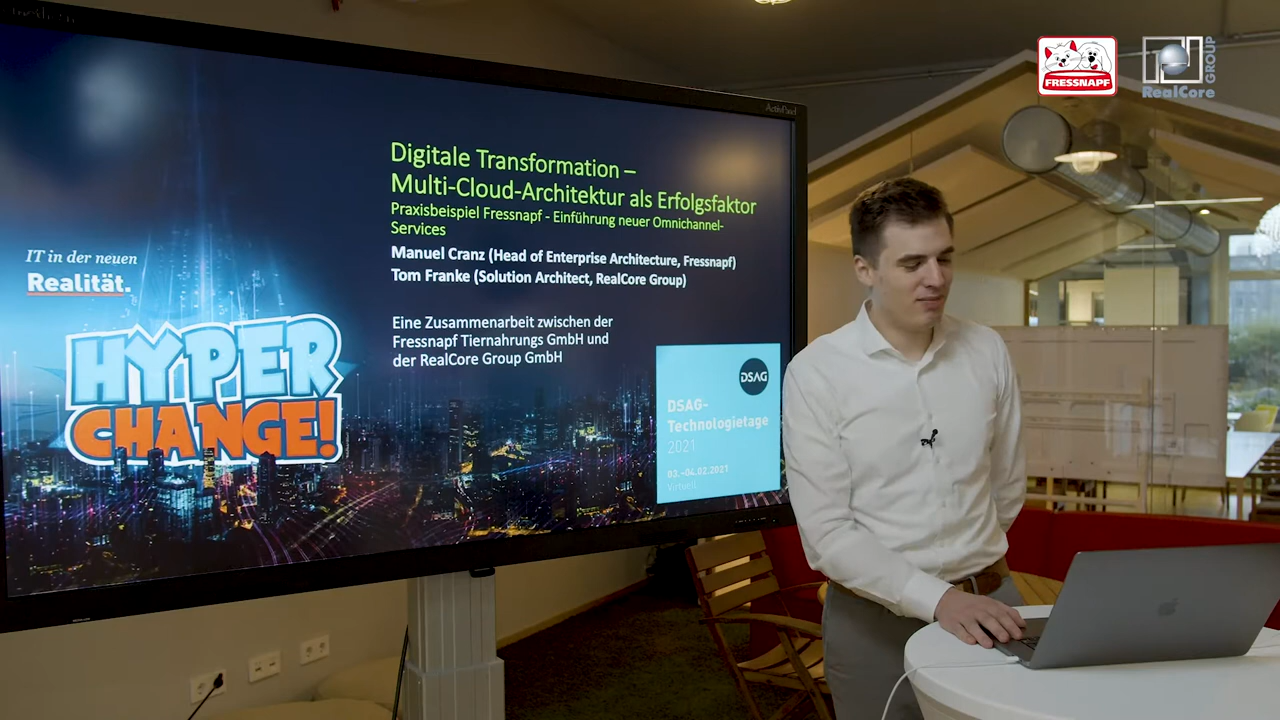 ActivPanel
FRESSNAPF
RealCore
GROUP
Digitale Transformation –
Multi-Cloud-Architektur als Erfolgsfaktor
Praxisbeispiel Fressnapf - Einführung neuer Omnichannel-
Services
Manuel Cranz (Head of Enterprise Architecture, Fressnapf)
Tom Franke (Solution Architect, RealCore Group)
Eine Zusammenarbeit zwischen der
Fressnapf Tiernahrungs GmbH und
der RealCore Group GmbH
IT in der neuen
Realität.
HYPER
CHANGE!
DSAG
DSAG-
Technologietage
2021
03.-04.02.2021
Virtuell